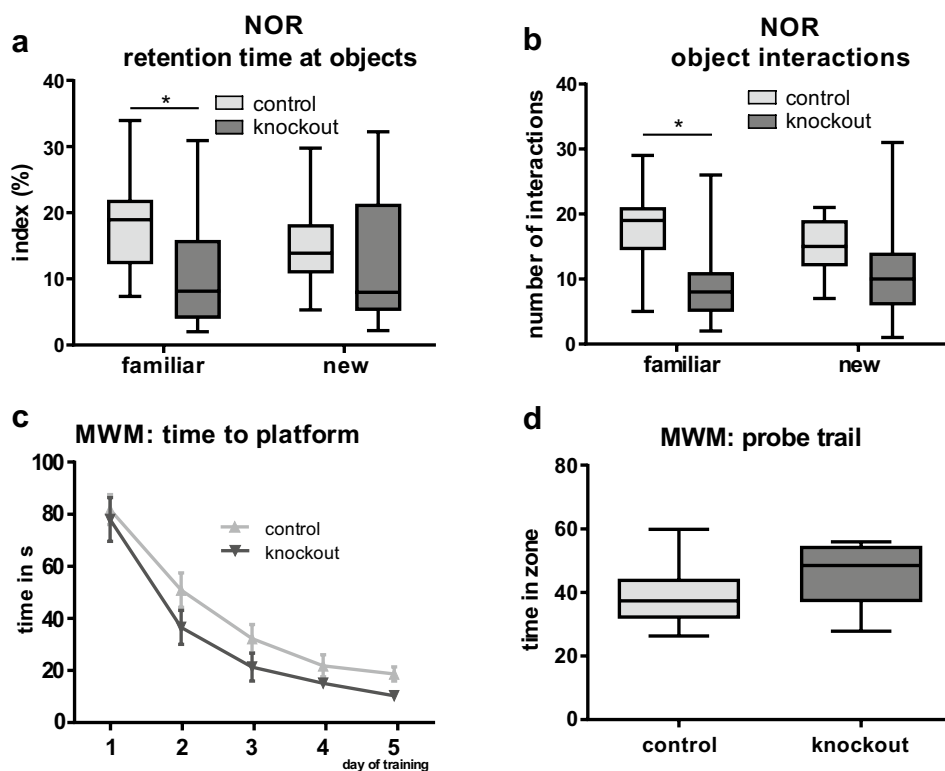 a
NOR
retention time at objects
index (%)
40
30
20
10
0
*
control
knockout
familiar
new
b
NOR
object interactions
number of interactions
40
30
20
10
0
*
control
knockout
familiar
new
c
MWM: time to platform
time in s
100
80
60
40
20
0
control
knockout
1 2 3 4 5
day of training
d
MWM: probe trail
time in zone
80
60
40
20
0
control
knockout